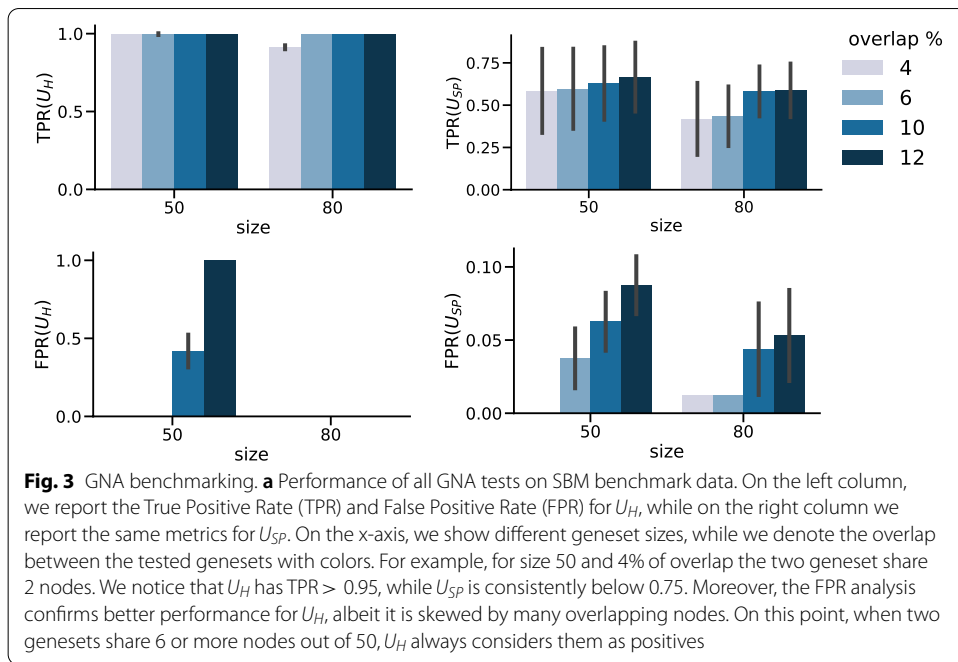 1.0
0.5
0.0
TPR(U_H)
50
80
size
0.75
0.50
0.25
0.00
TPR(U_SP)
50
80
size
overlap %
4
6
10
12
1.0
0.5
0.0
FPR(U_H)
50
80
size
0.10
0.05
0.00
FPR(U_SP)
50
80
size
Fig. 3 GNA benchmarking. a Performance of all GNA tests on SBM benchmark data. On the left column,
we report the True Positive Rate (TPR) and False Positive Rate (FPR) for U_H, while on the right column we
report the same metrics for U_SP. On the x-axis, we show different geneset sizes, while we denote the overlap
between the tested genesets with colors. For example, for size 50 and 4% of overlap the two geneset share
2 nodes. We notice that U_H has TPR > 0.95, while U_SP is consistently below 0.75. Moreover, the FPR analysis
confirms better performance for U_H, albeit it is skewed by many overlapping nodes. On this point, when two
genesets share 6 or more nodes out of 50, U_H always considers them as positives